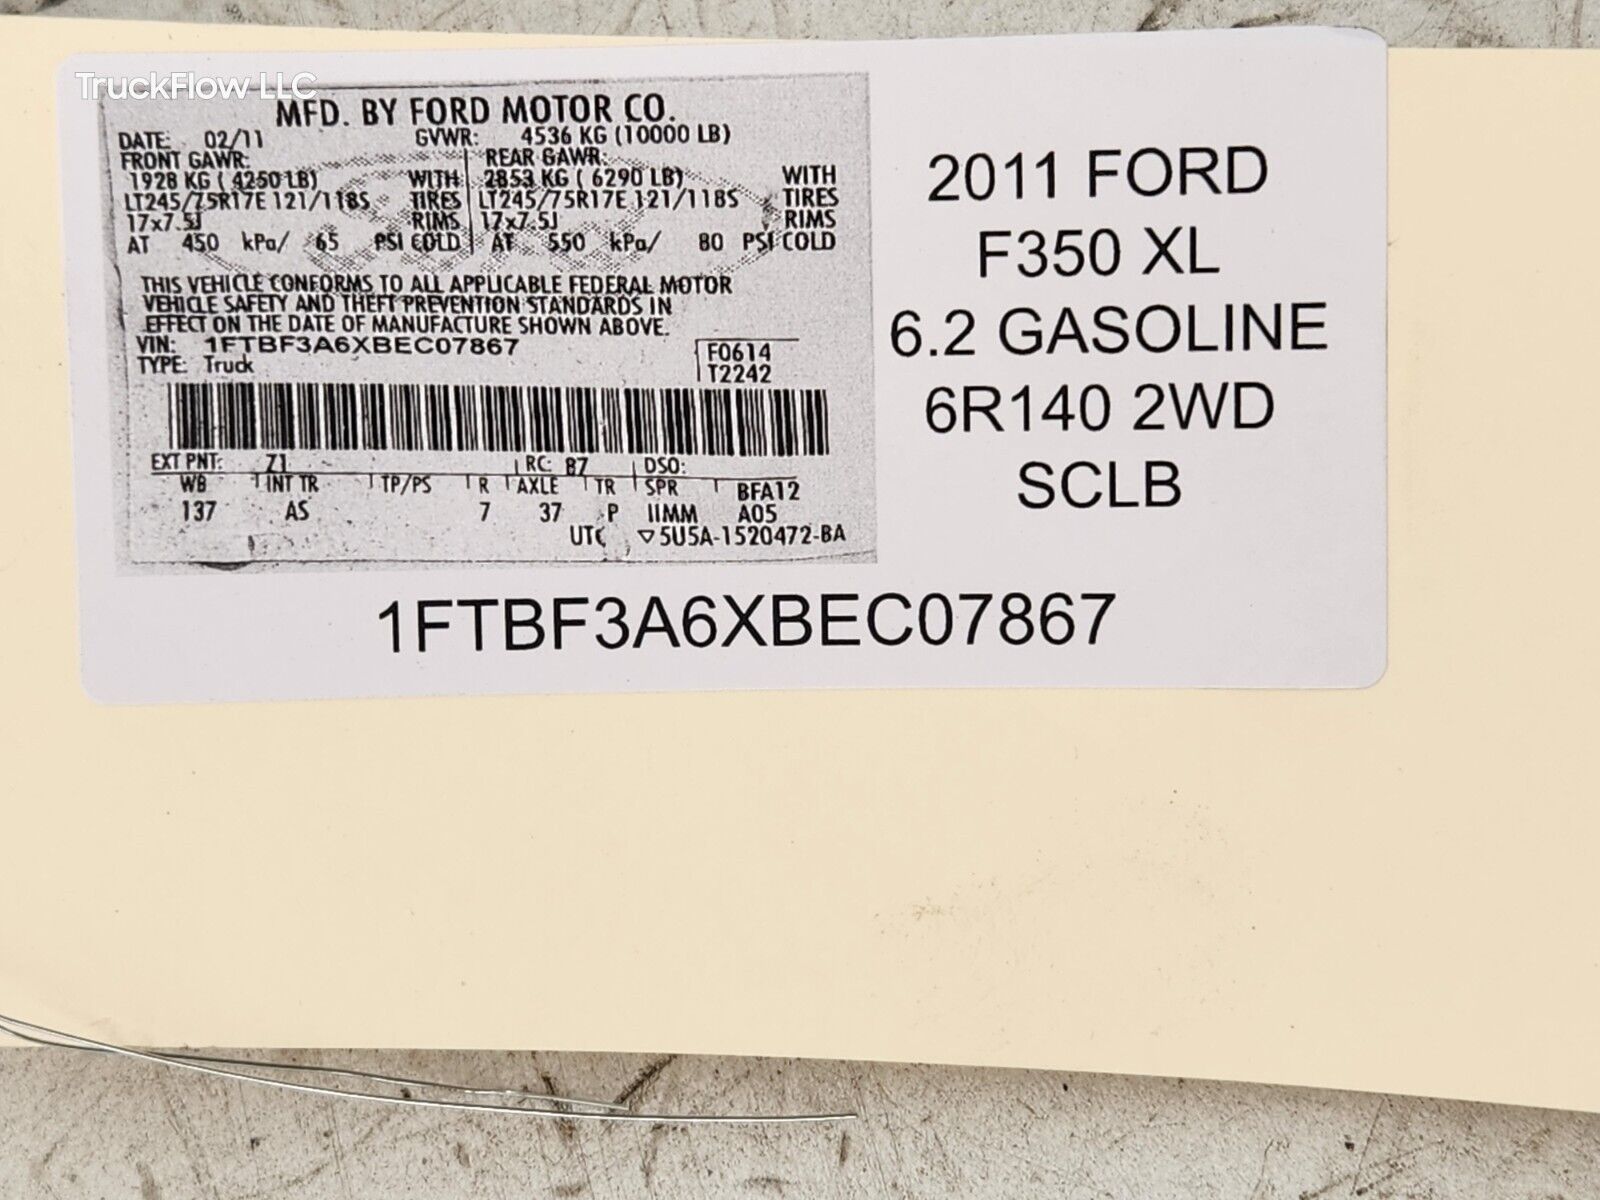 TruckFlow LLC
MFD. BY FORD MOTOR CO.
DATE: 02/11 GVWR: 4536 KG (10000 LB)
FRONT GAWR: REAR GAWR:
1928 KG ( 4250 LB) WITH 2853 KG ( 6290 LB) WITH
LT245/75R17E 121/118S TIRES LT245/75R17E 121/118S TIRES
17x7.5J RIMS 17x7.5J RIMS
AT 450 kPa/ 65 PSI COLD AT 550 kPa/ 80 PSI COLD
THIS VEHICLE CONFORMS TO ALL APPLICABLE FEDERAL MOTOR
VEHICLE SAFETY AND THEFT PREVENTION STANDARDS IN
EFFECT ON THE DATE OF MANUFACTURE SHOWN ABOVE.
VIN: 1FTBF3A6XBEC07867
TYPE: Truck
F0614
T2242
EXT PNT: Z1 RC: 87 DSO:
WB INT TR TP/PS R AXLE TR SPR BFA12
137 AS 7 37 P IIMM A05
UTC ▽5U5A-1520472-BA
2011 FORD
F350 XL
6.2 GASOLINE
6R140 2WD
SCLB
1FTBF3A6XBEC07867